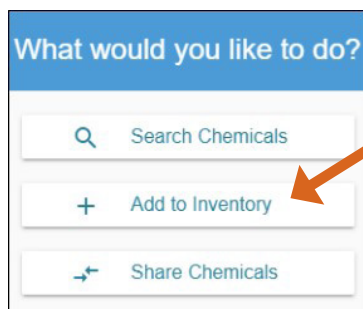 What would you like to do?
Search Chemicals
Add to Inventory
Share Chemicals